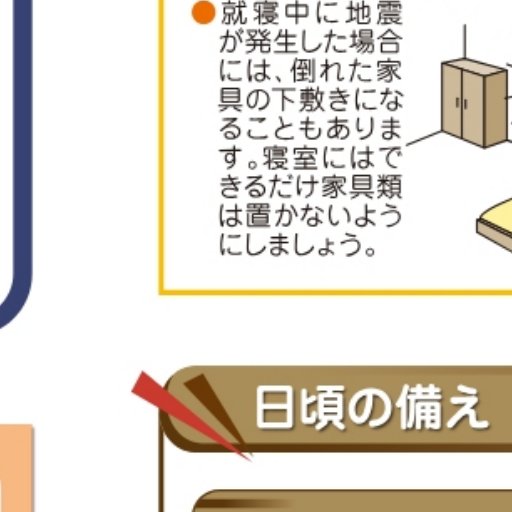 ●就寝中に地震
が発生した場合
には、倒れた家
具の下敷きにな
ることもありま
す。寝室にはで
きるだけ家具類
は置かないよう
にしましょう。
日頃の備え